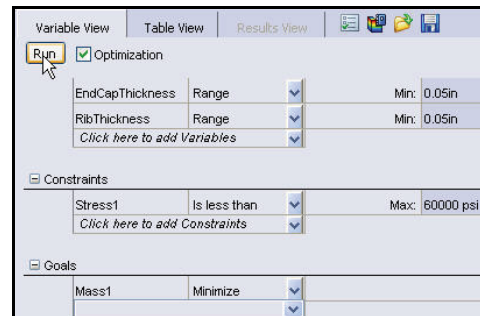 Variable View Table View Results View
Run Optimization
EndCapThickness Range Min: 0.05in
RibThickness Range Min: 0.05in
Click here to add Variables
Constraints
Stress1 Is less than Max: 60000 psi
Click here to add Constraints
Goals
Mass1 Minimize